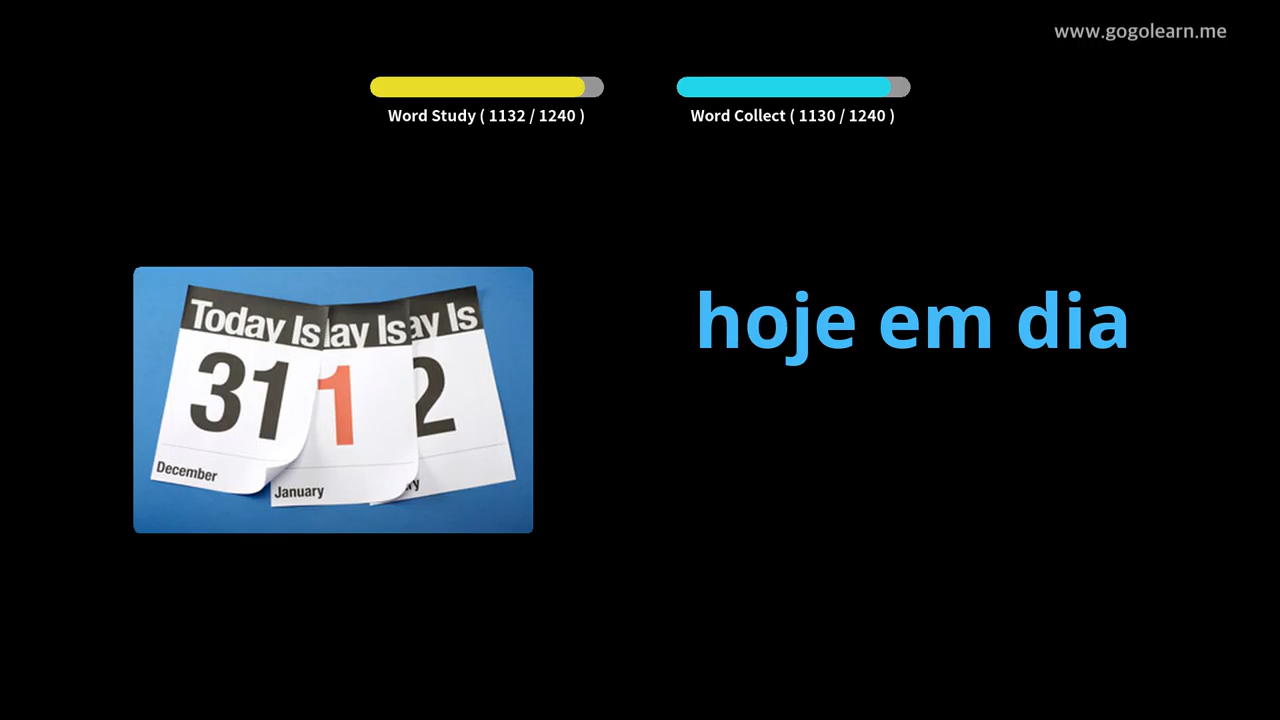 www.gogolearn.me
Word Study ( 1132 / 1240 )
Word Collect ( 1130 / 1240 )
hoje em dia
Today Is
ay Is
ay Is
31
1
2
December
January
ry